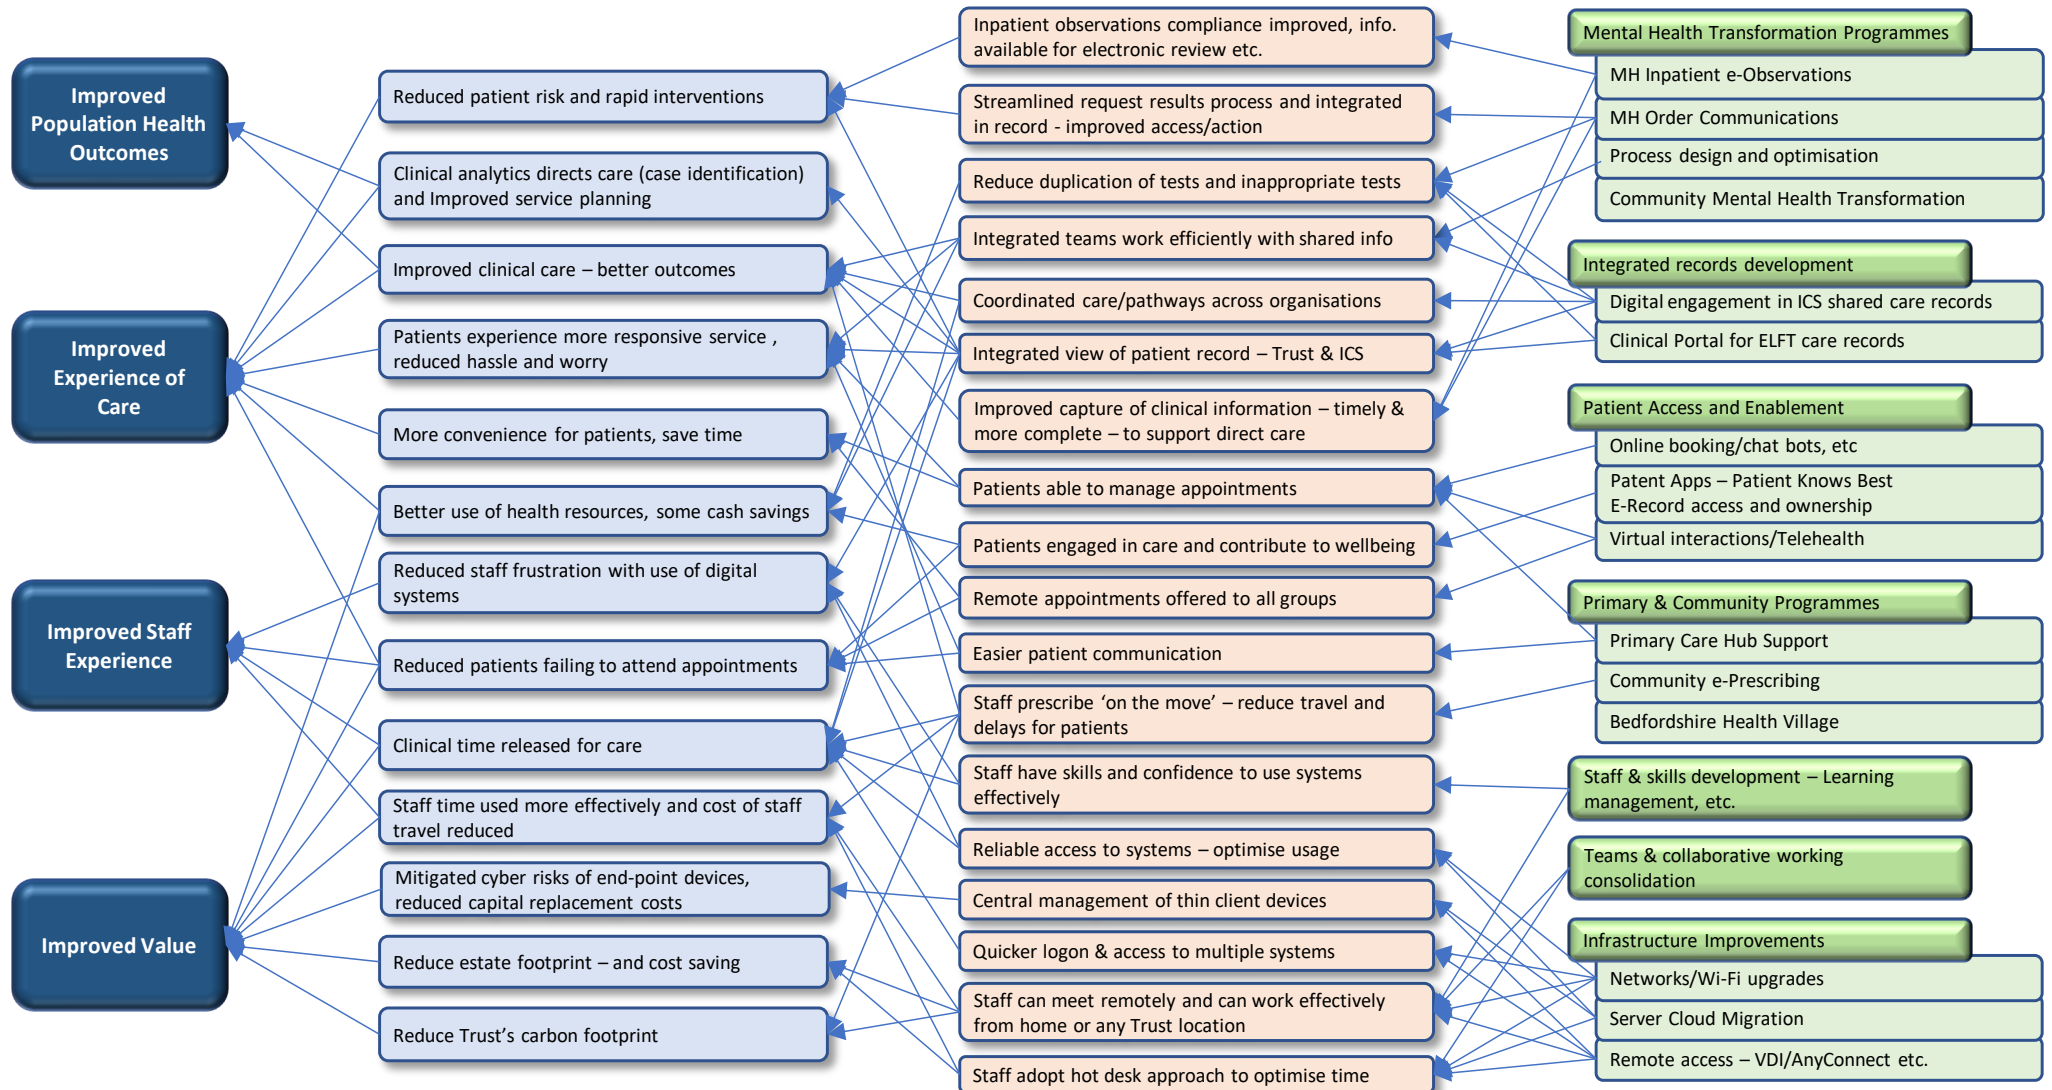 Improved
Population Health
Outcomes
Improved
Experience of
Care
Improved Staff
Experience
Improved Value
Reduced patient risk and rapid interventions
Clinical analytics directs care (case identification)
and Improved service planning
Improved clinical care – better outcomes
Patients experience more responsive service ,
reduced hassle and worry
More convenience for patients, save time
Better use of health resources, some cash savings
Reduced staff frustration with use of digital
systems
Reduced patients failing to attend appointments
Clinical time released for care
Staff time used more effectively and cost of staff
travel reduced
Mitigated cyber risks of end-point devices,
reduced capital replacement costs
Reduce estate footprint – and cost saving
Reduce Trust’s carbon footprint
Inpatient observations compliance improved, info.
available for electronic review etc.
Streamlined request results process and integrated
in record - improved access/action
Reduce duplication of tests and inappropriate tests
Integrated teams work efficiently with shared info
Coordinated care/pathways across organisations
Integrated view of patient record – Trust & ICS
Improved capture of clinical information – timely &
more complete – to support direct care
Patients able to manage appointments
Patients engaged in care and contribute to wellbeing
Remote appointments offered to all groups
Easier patient communication
Staff prescribe ‘on the move’ – reduce travel and
delays for patients
Staff have skills and confidence to use systems
effectively
Reliable access to systems – optimise usage
Central management of thin client devices
Quicker logon & access to multiple systems
Staff can meet remotely and can work effectively
from home or any Trust location
Staff adopt hot desk approach to optimise time
Mental Health Transformation Programmes
MH Inpatient e-Observations
MH Order Communications
Process design and optimisation
Community Mental Health Transformation
Integrated records development
Digital engagement in ICS shared care records
Clinical Portal for ELFT care records
Patient Access and Enablement
Online booking/chat bots, etc
Patent Apps – Patient Knows Best
E-Record access and ownership
Virtual interactions/Telehealth
Primary & Community Programmes
Primary Care Hub Support
Community e-Prescribing
Bedfordshire Health Village
Staff & skills development – Learning
management, etc.
Teams & collaborative working
consolidation
Infrastructure Improvements
Networks/Wi-Fi upgrades
Server Cloud Migration
Remote access – VDI/AnyConnect etc.